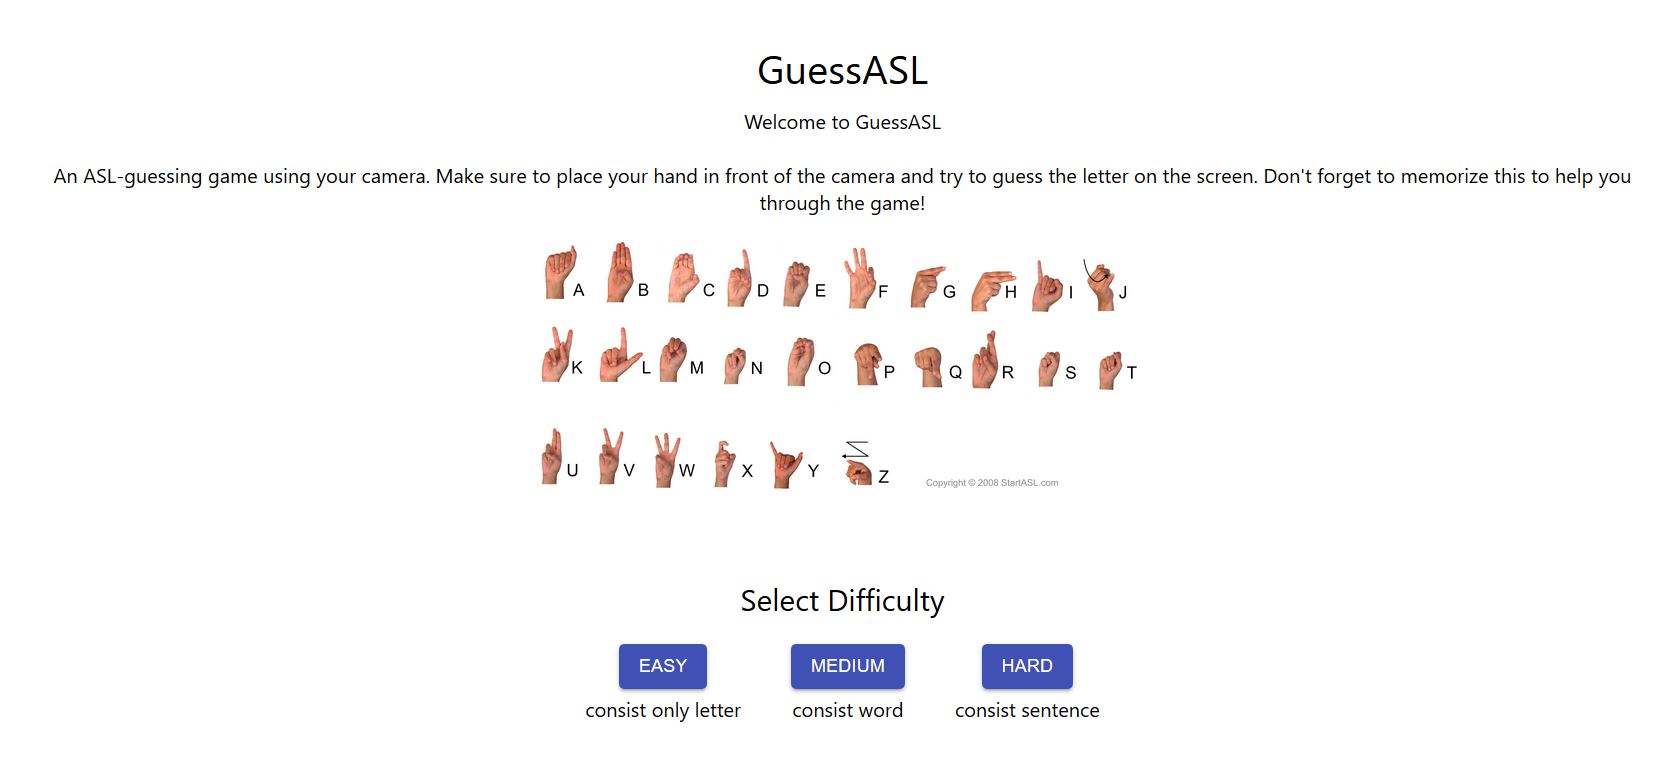 GuessASL
Welcome to GuessASL
An ASL-guessing game using your camera. Make sure to place your hand in front of the camera and try to guess the letter on the screen. Don't forget to memorize this to help you
through the game!
A B C D E F G H I J
K L M N O P Q R S T
U V W X Y Z Copyright © 2008 StartASL.com
Select Difficulty
EASY MEDIUM HARD
consist only letter consist word consist sentence